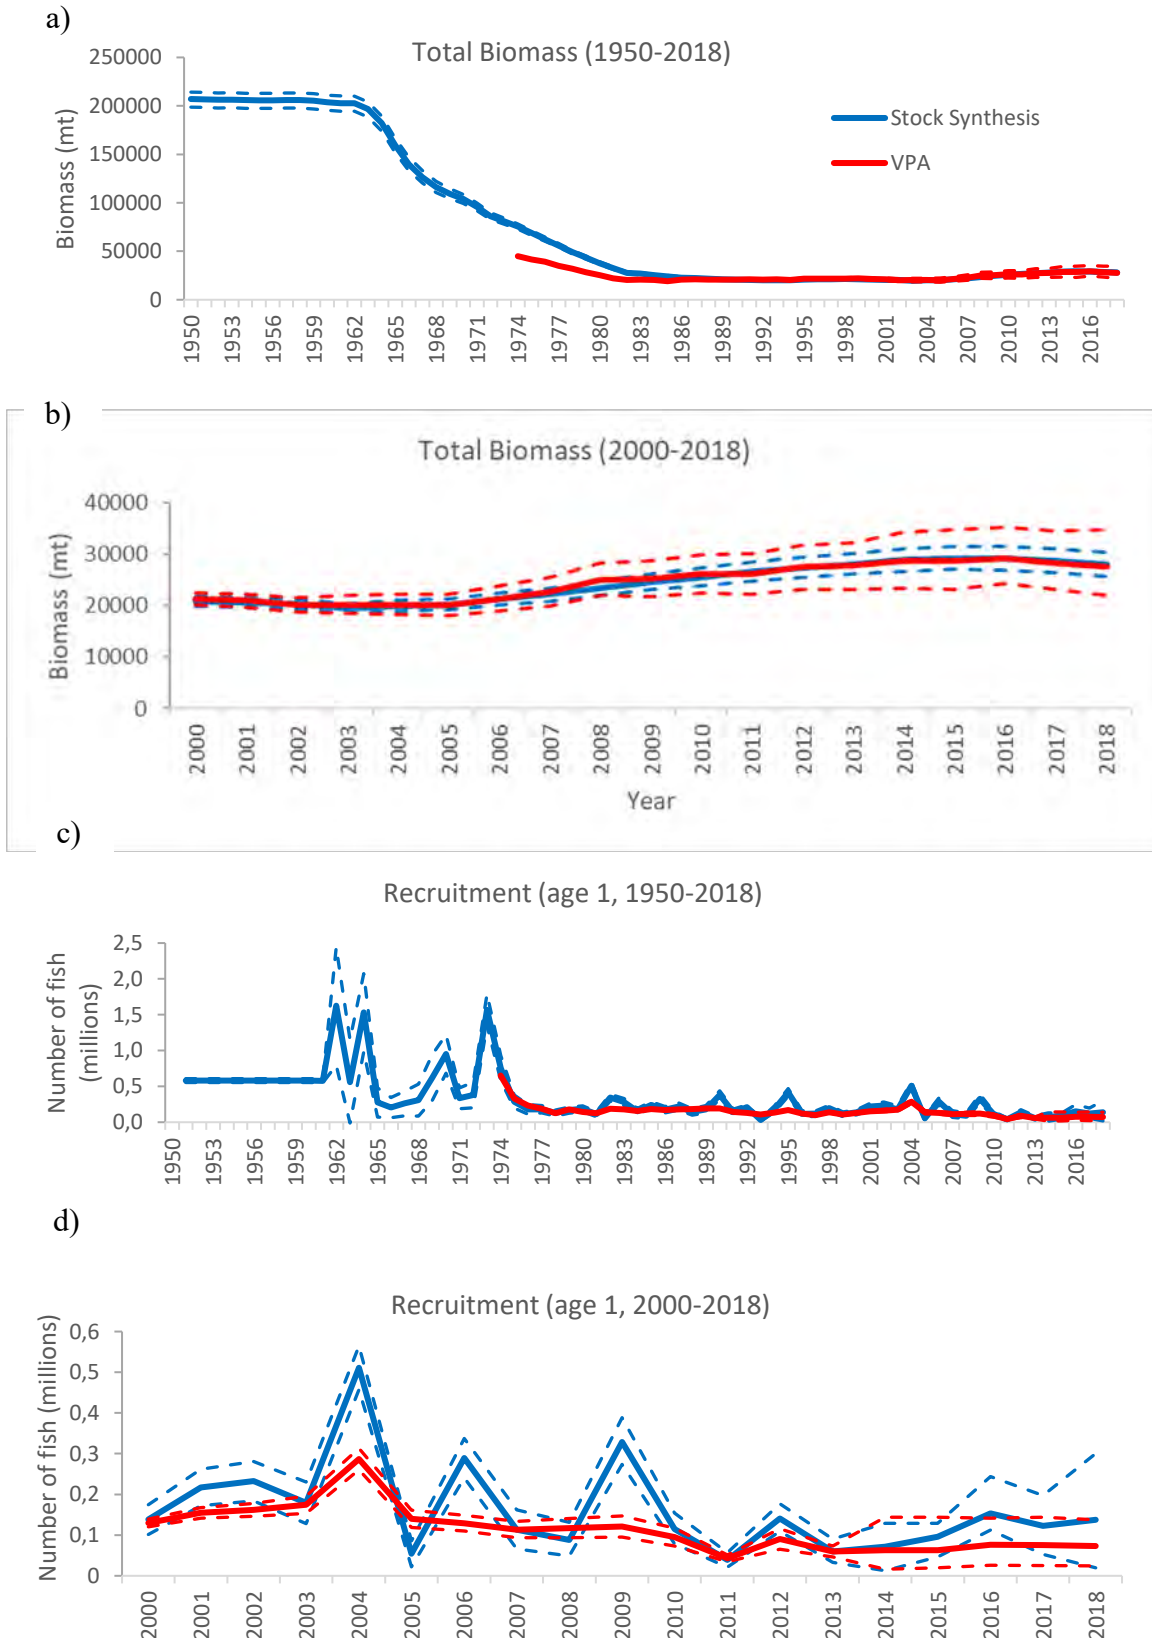 a)
Total Biomass (1950-2018)
250000
200000
150000
100000
50000
0
Biomass (mt)
Stock Synthesis
VPA
1950 1953 1956 1959 1962 1965 1968 1971 1974 1977 1980 1983 1986 1989 1992 1995 1998 2001 2004 2007 2010 2013 2016
b)
Total Biomass (2000-2018)
40000
30000
20000
10000
0
Biomass (mt)
2000 2001 2002 2003 2004 2005 2006 2007 2008 2009 2010 2011 2012 2013 2014 2015 2016 2017 2018
Year
c)
Recruitment (age 1, 1950-2018)
2,5
2,0
1,5
1,0
0,5
0,0
Number of fish
(millions)
1950 1953 1956 1959 1962 1965 1968 1971 1974 1977 1980 1983 1986 1989 1992 1995 1998 2001 2004 2007 2010 2013 2016
d)
Recruitment (age 1, 2000-2018)
0,6
0,5
0,4
0,3
0,2
0,1
0
Number of fish (millions)
2000 2001 2002 2003 2004 2005 2006 2007 2008 2009 2010 2011 2012 2013 2014 2015 2016 2017 2018